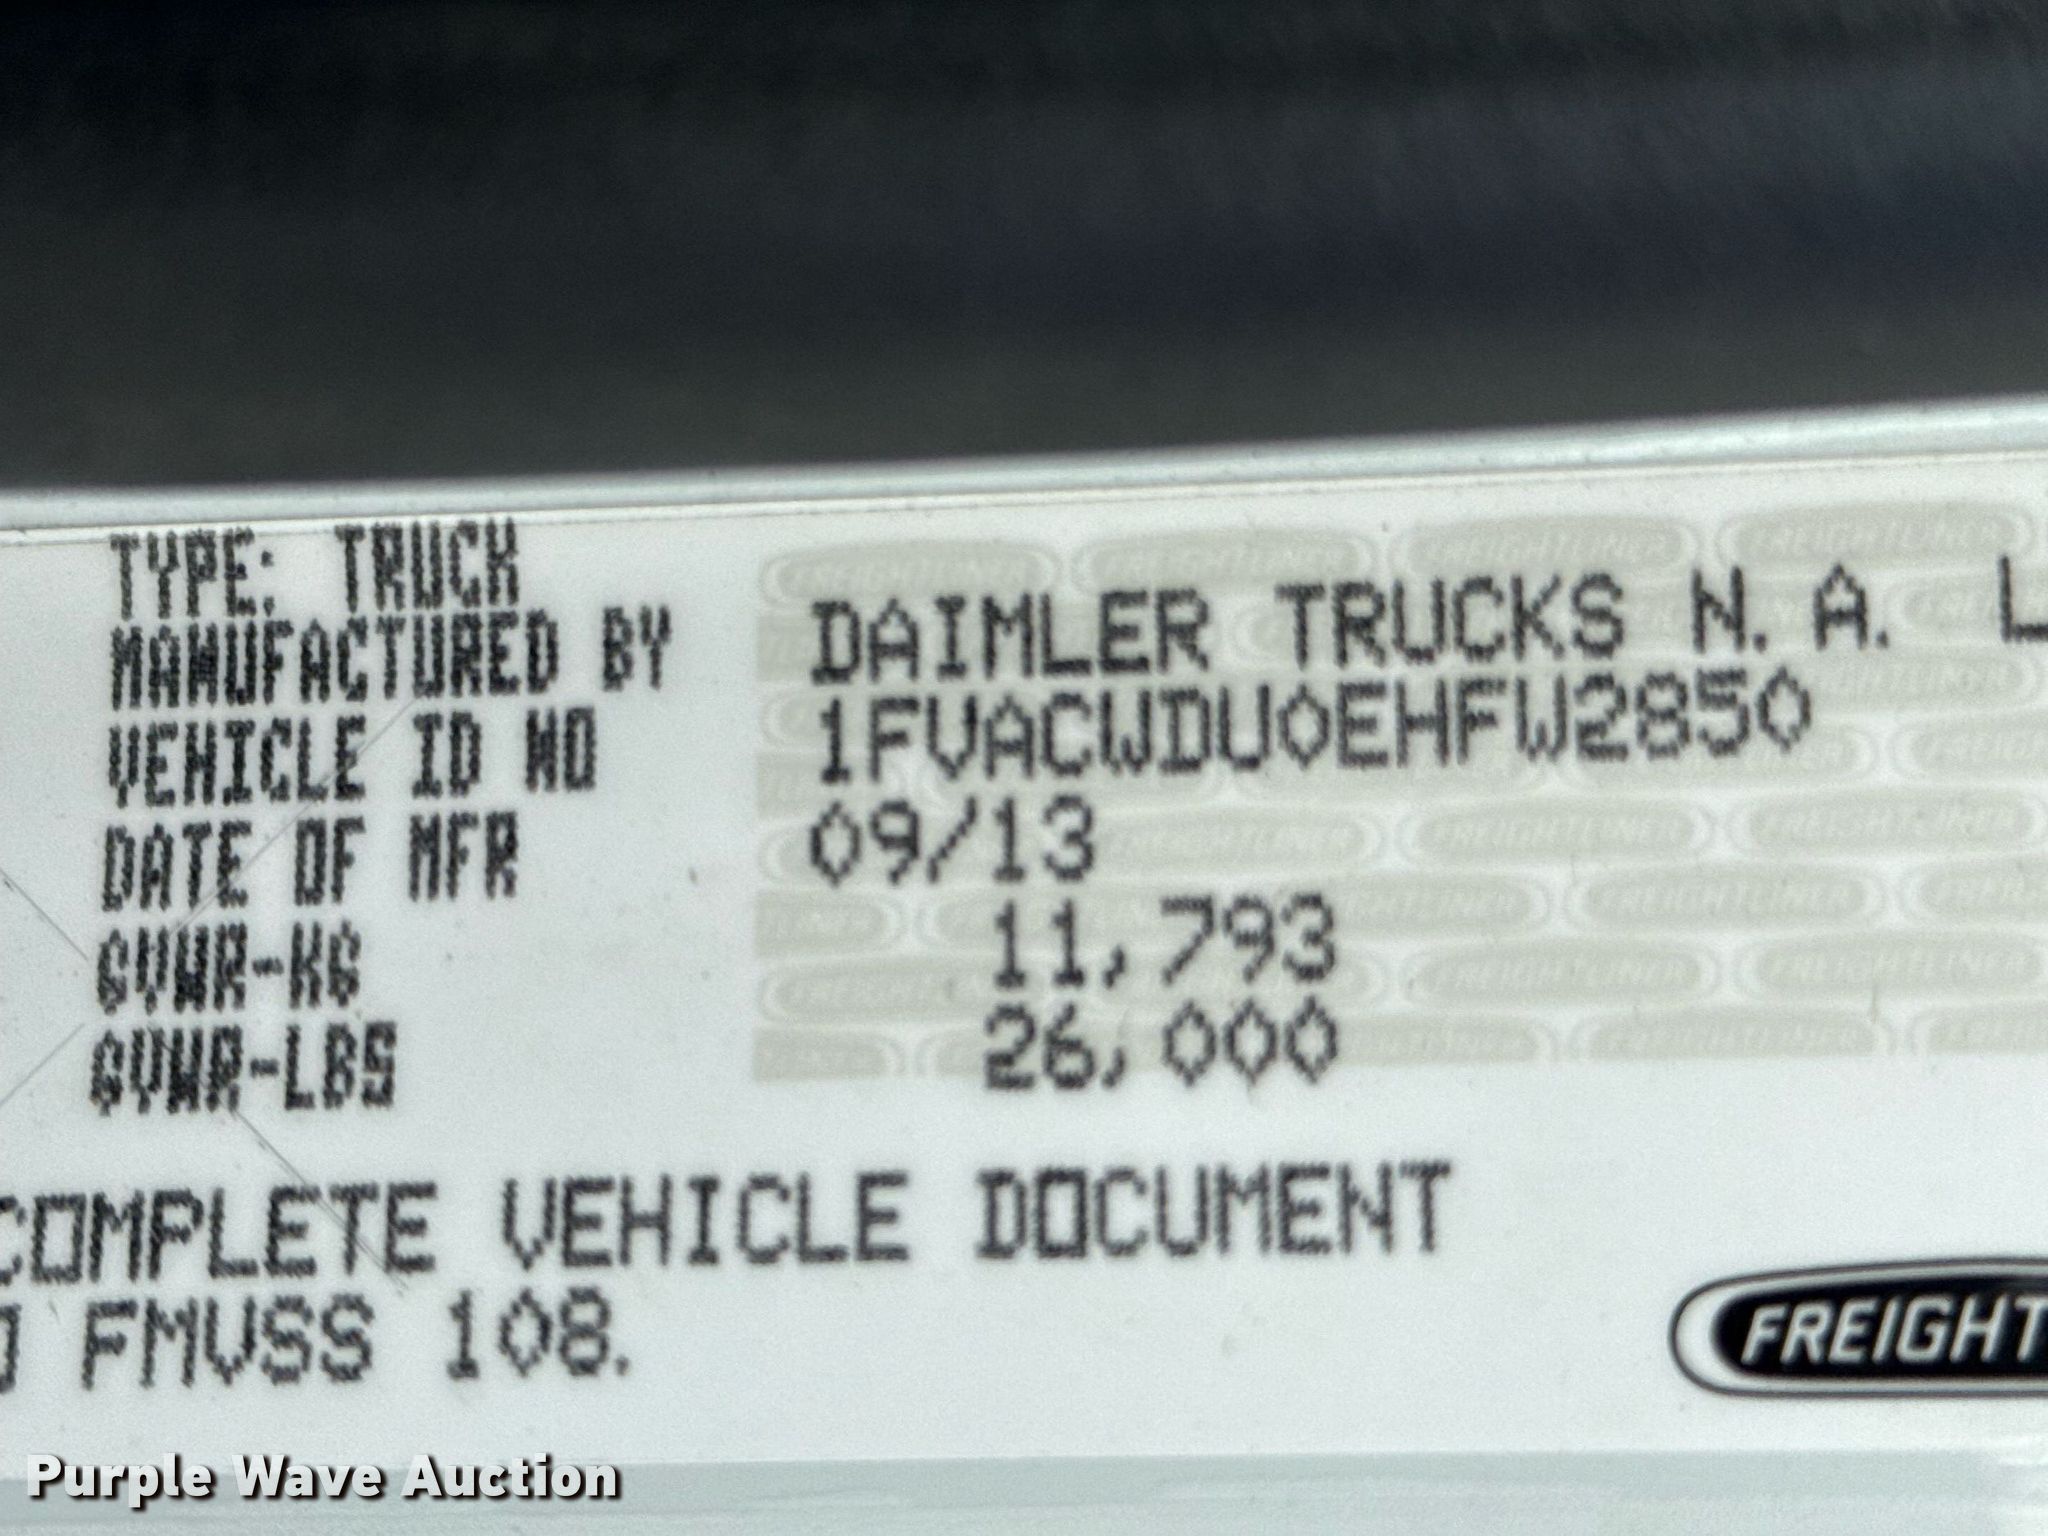 TYPE: TRUCK
MANUFACTURED BY DAIMLER TRUCKS N.A. L
VEHICLE ID NO 1FVACWDU0EHFW2850
DATE OF MFR 09/13
GVWR-KG 11,793
GVWR-LBS 26,000
COMPLETE VEHICLE DOCUMENT
FMVSS 108.
FREIGHT
Purple Wave Auction